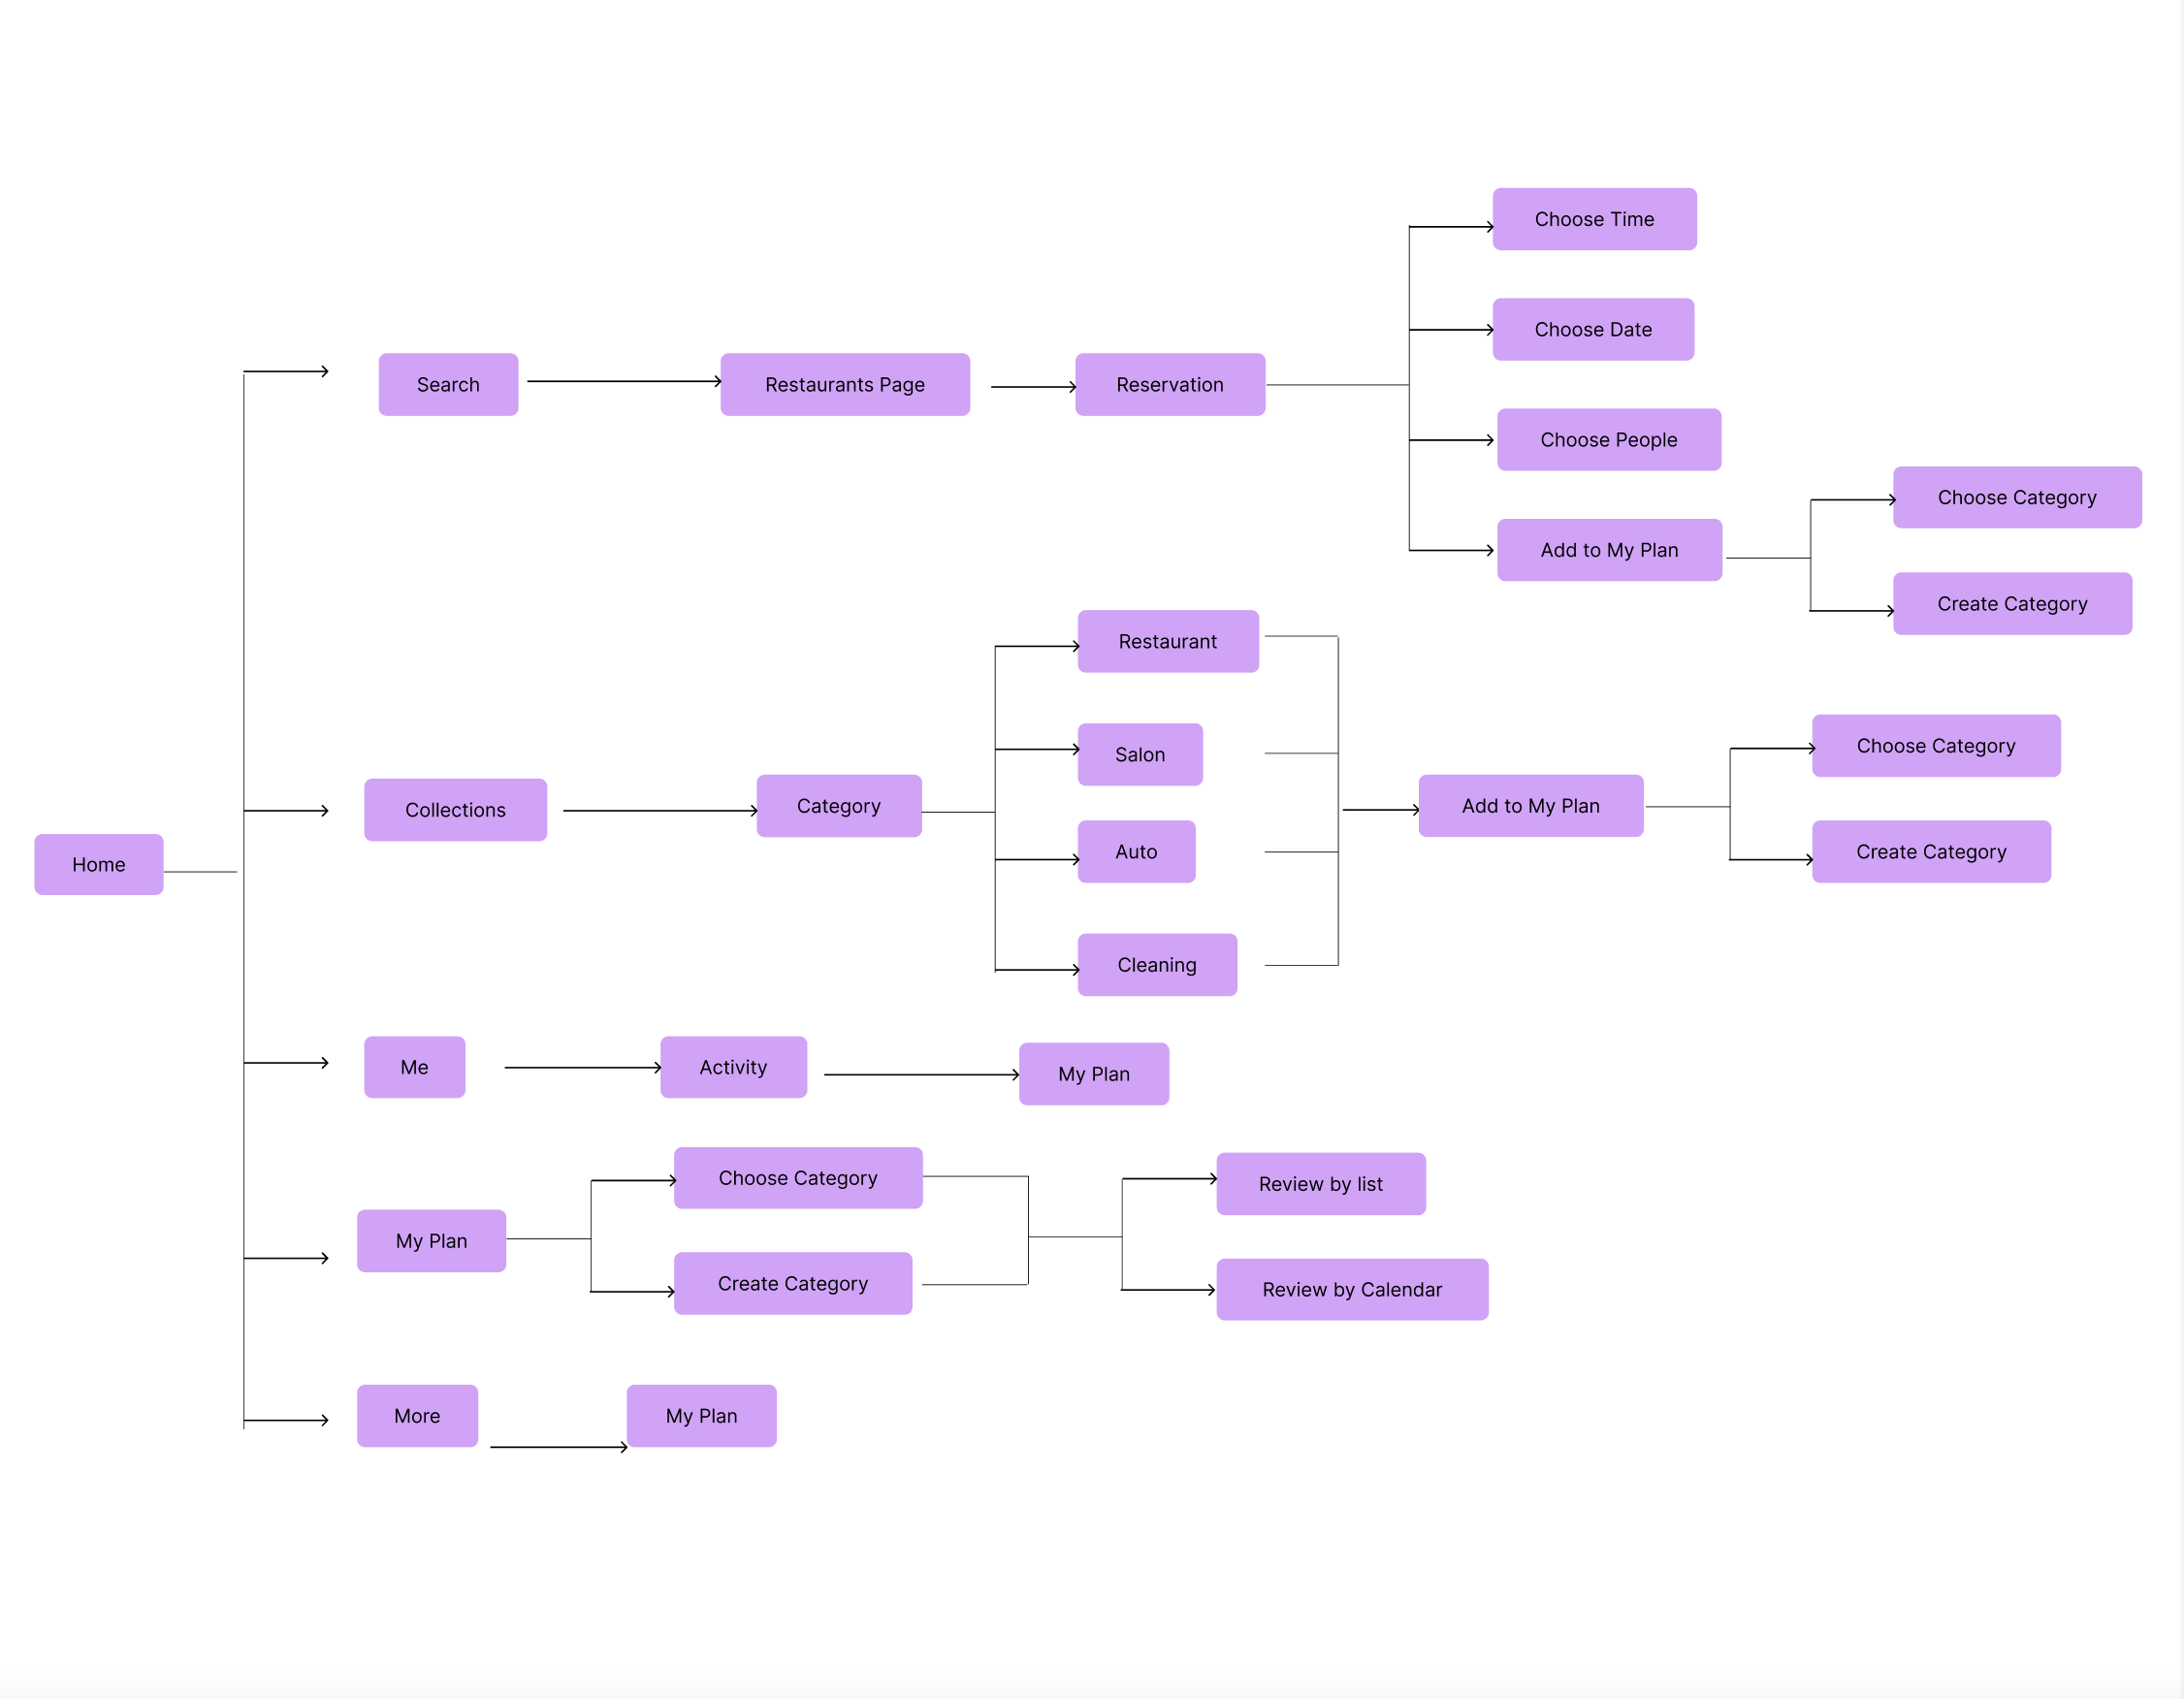 Home
Search
Restaurants Page
Reservation
Choose Time
Choose Date
Choose People
Add to My Plan
Choose Category
Create Category
Collections
Category
Restaurant
Salon
Auto
Cleaning
Add to My Plan
Choose Category
Create Category
Me
Activity
My Plan
My Plan
Choose Category
Create Category
Review by list
Review by Calendar
More
My Plan